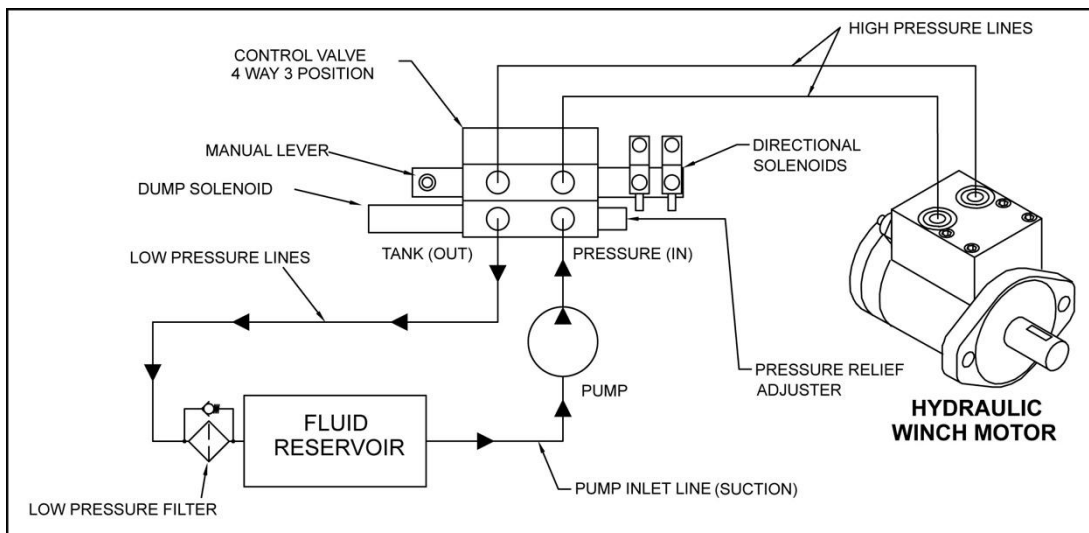 HIGH PRESSURE LINES
CONTROL VALVE
4 WAY 3 POSITION
MANUAL LEVER
DIRECTIONAL
SOLENOIDS
DUMP SOLENOID
TANK (OUT)
PRESSURE (IN)
LOW PRESSURE LINES
PUMP
PRESSURE RELIEF
ADJUSTER
HYDRAULIC
WINCH MOTOR
FLUID
RESERVOIR
PUMP INLET LINE (SUCTION)
LOW PRESSURE FILTER